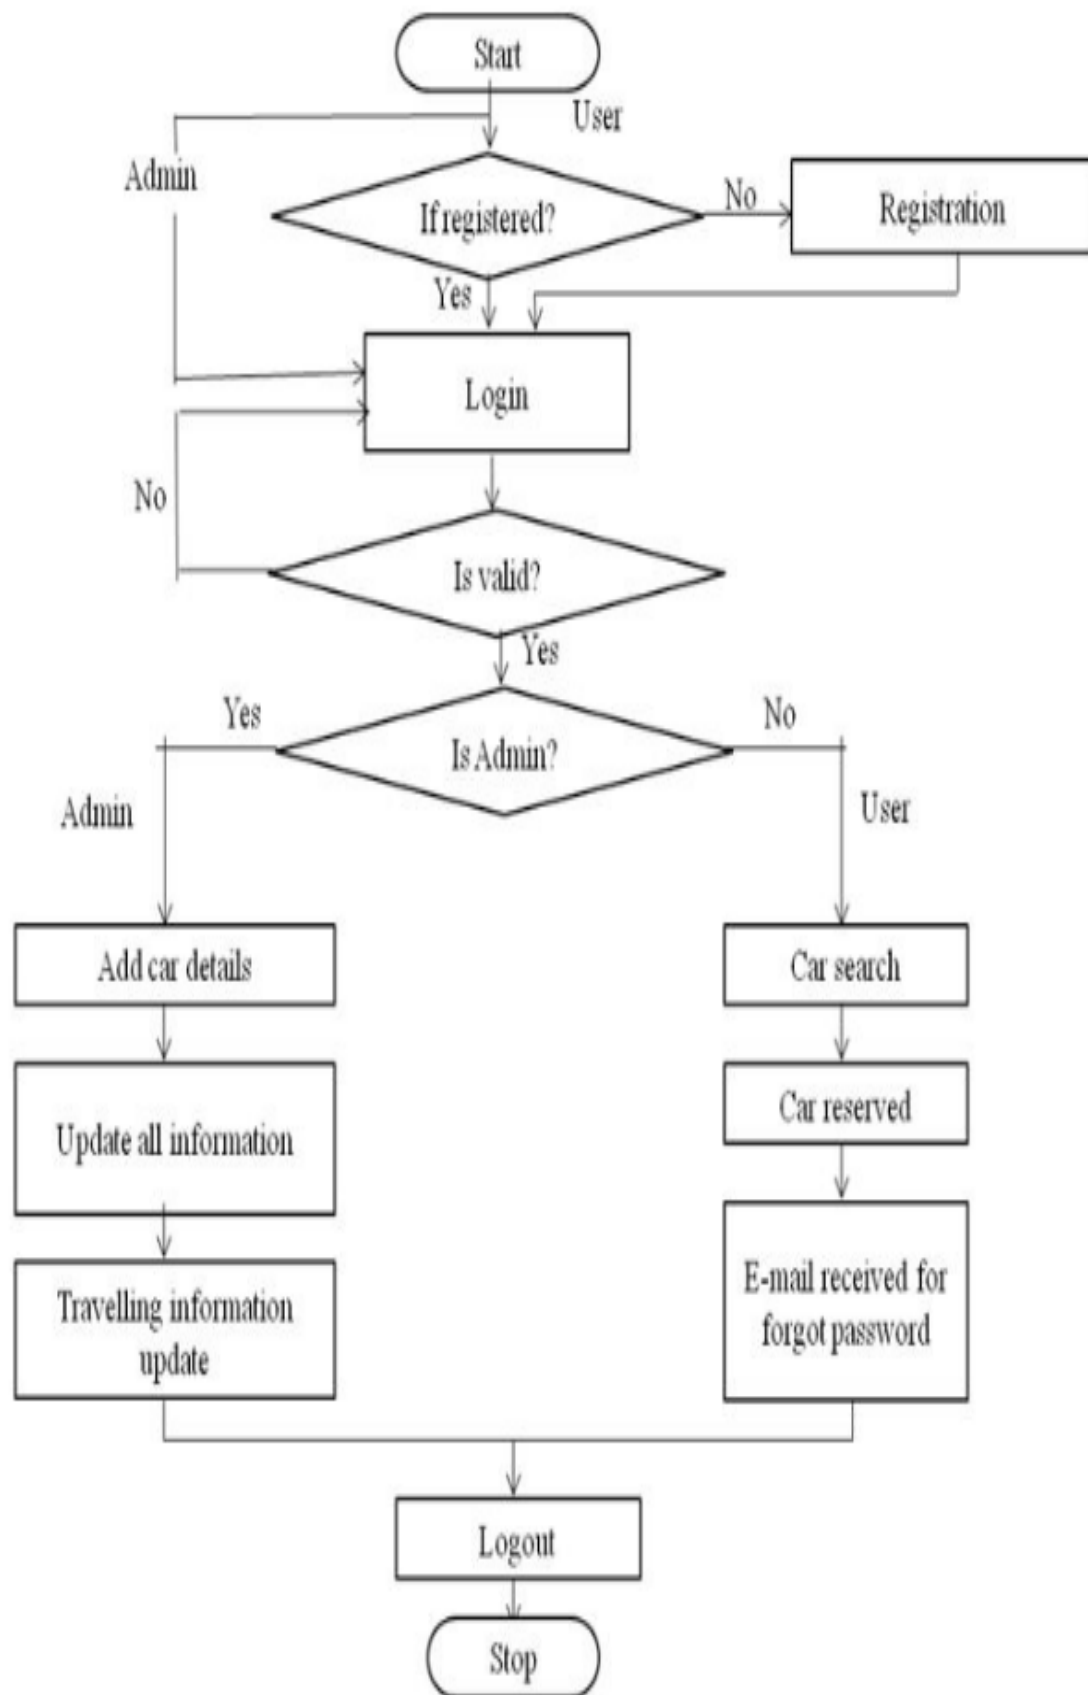 Start
User
Admin
If registered?
No
Registration
Yes
Login
No
Is valid?
Yes
Yes
Is Admin?
No
Admin
User
Add car details
Car search
Update all information
Car reserved
Travelling information
update
E-mail received for
forgot password
Logout
Stop